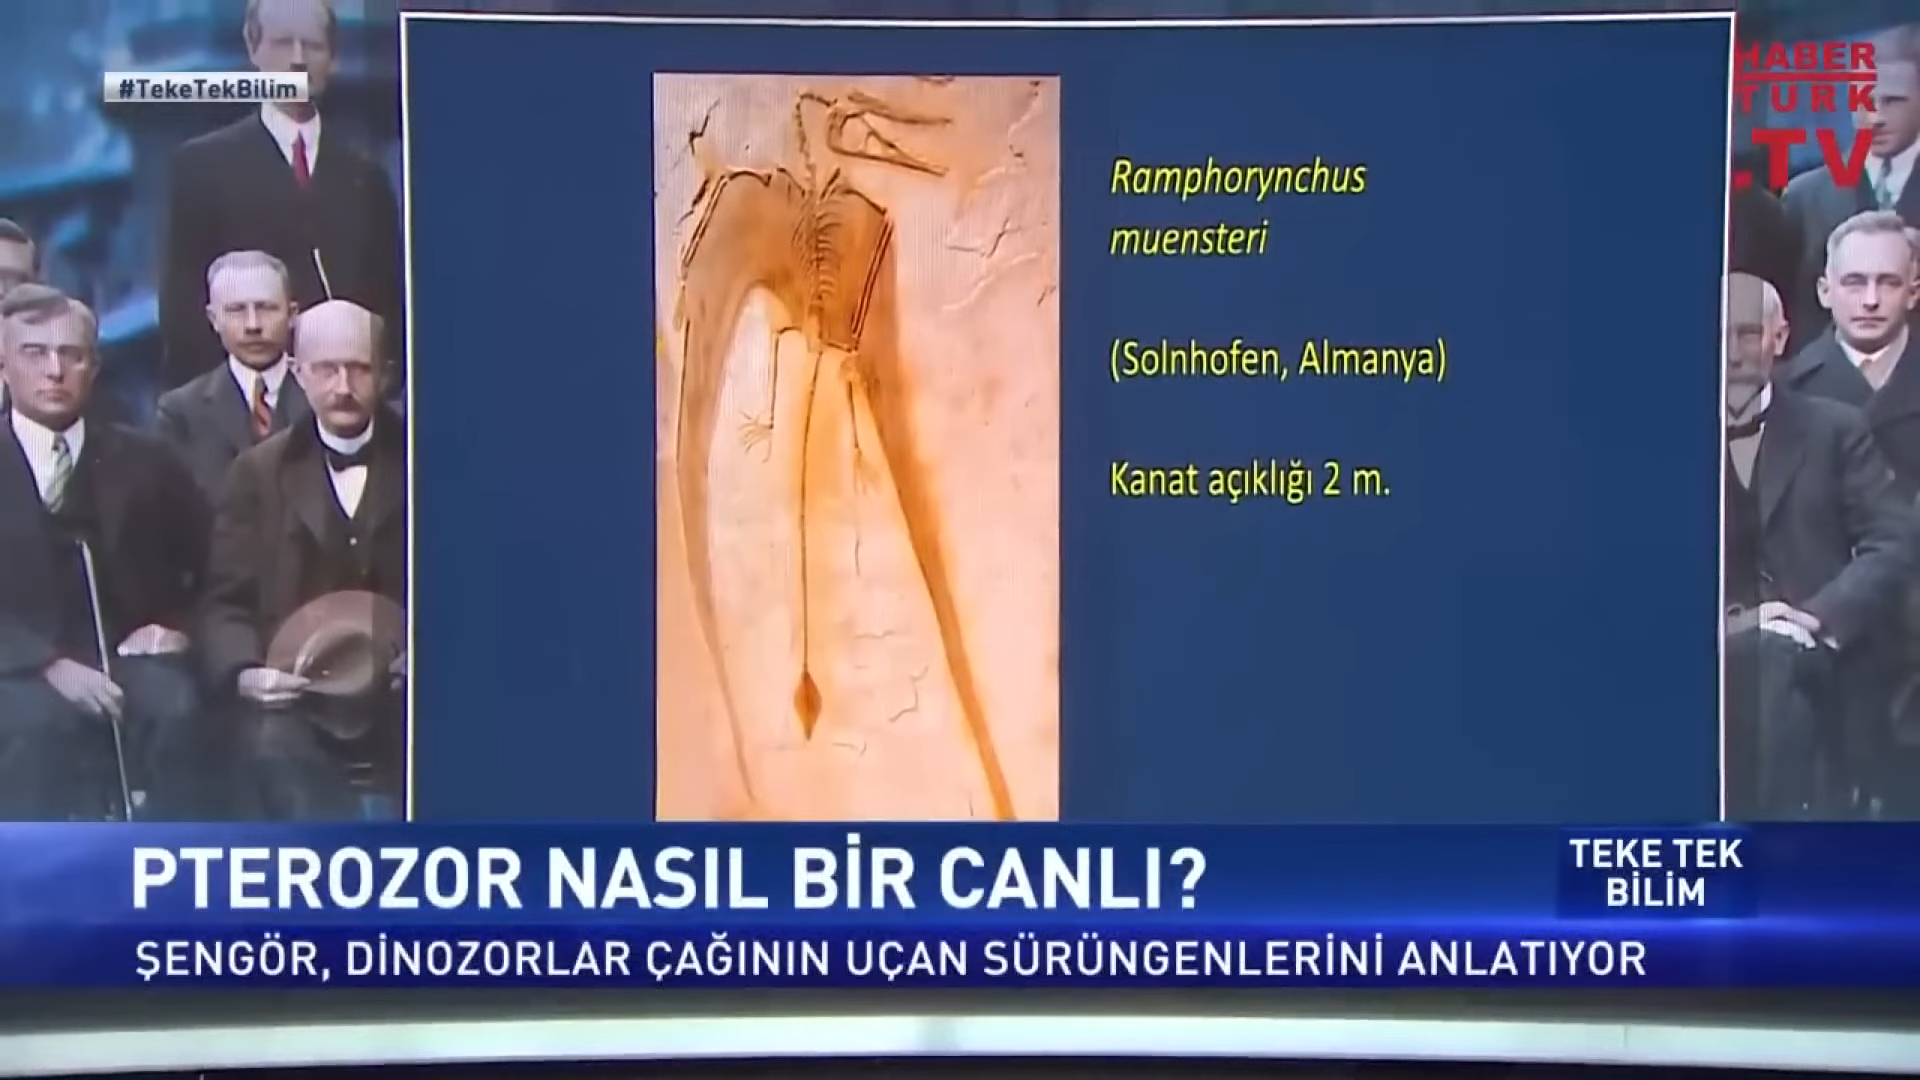 #TekeTekBilim
HABER
TURK
.TV
Ramphorynchus
muensteri
(Solnhofen, Almanya)
Kanat açıklığı 2 m.
PTEROZOR NASIL BİR CANLI?
ŞENGÖR, DİNOZORLAR ÇAĞININ UÇAN SÜRÜNGENLERİNİ ANLATIYOR
TEKE TEK
BİLİM